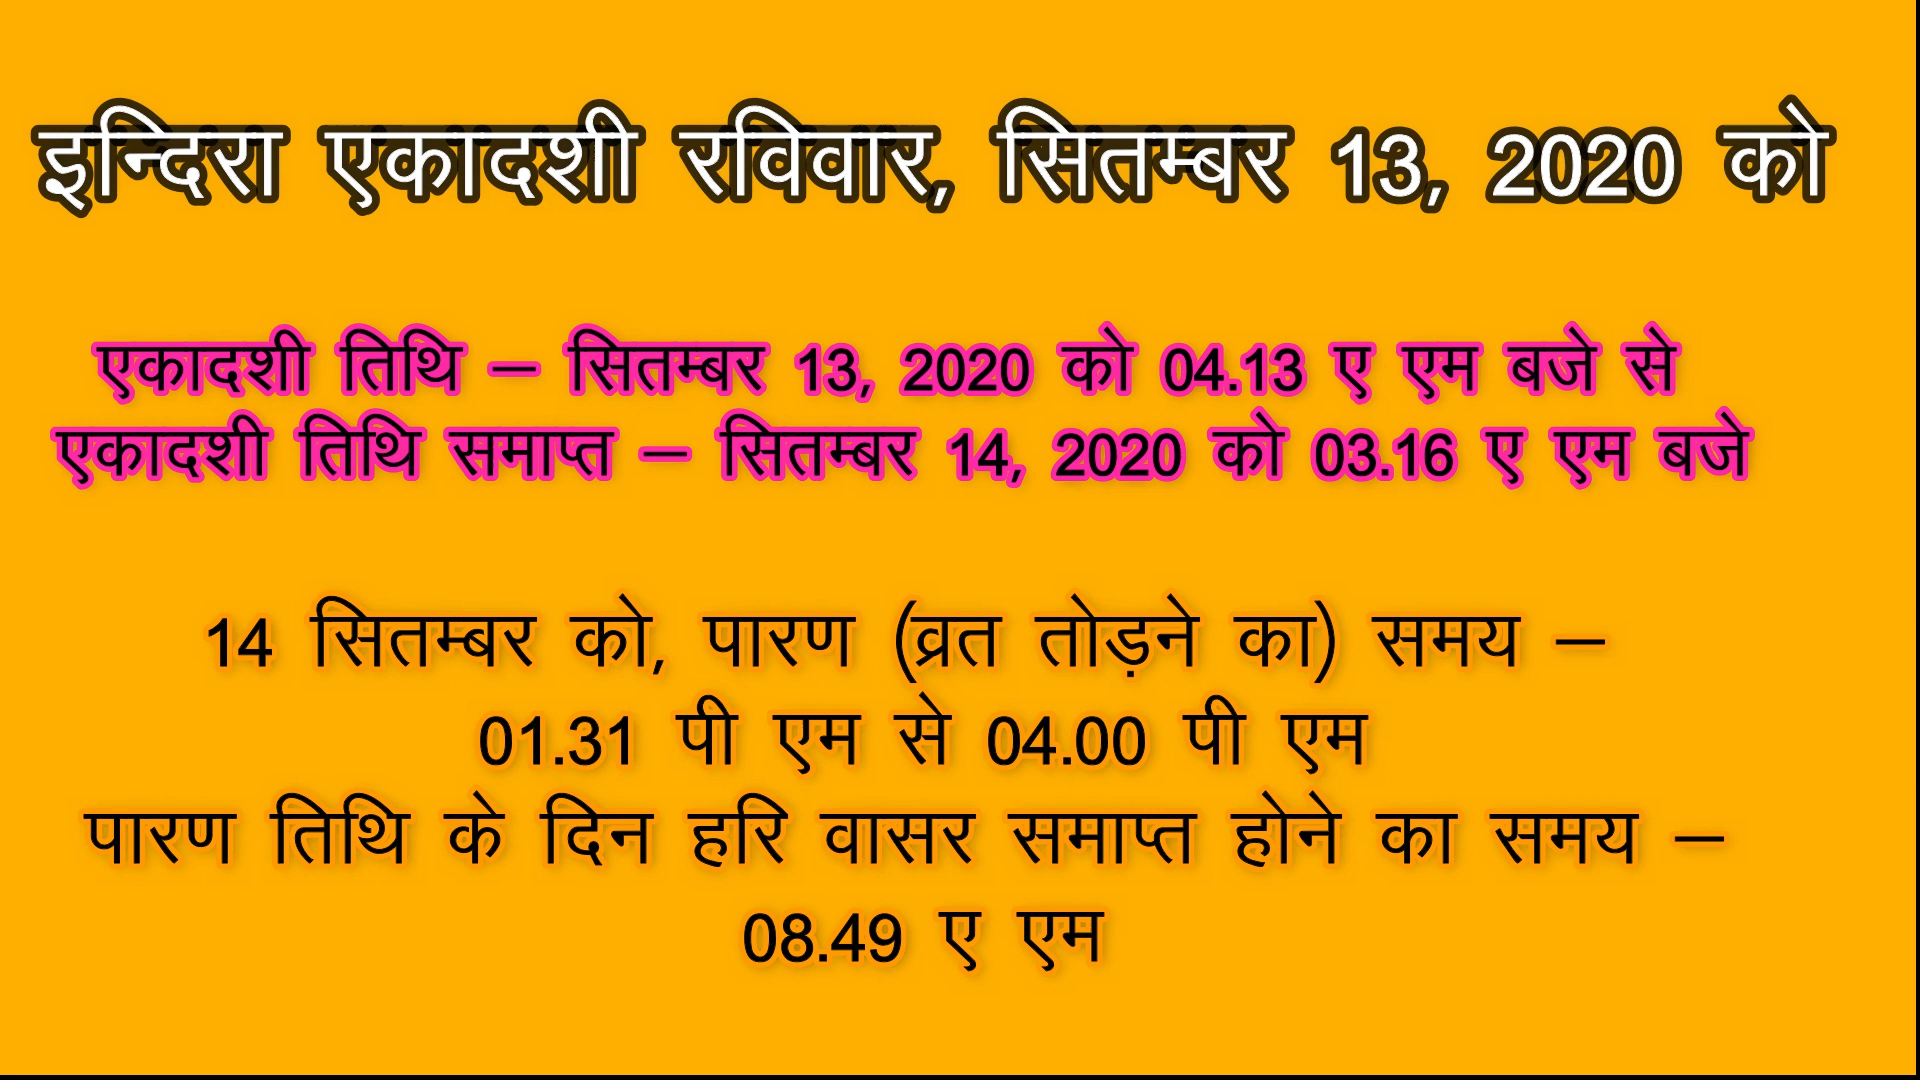 इन्दिरा एकादशी रविवार, सितम्बर 13, 2020 को
एकादशी तिथि – सितम्बर 13, 2020 को 04.13 ए एम बजे से
एकादशी तिथि समाप्त – सितम्बर 14, 2020 को 03.16 ए एम बजे
14 सितम्बर को, पारण (व्रत तोड़ने का) समय –
01.31 पी एम से 04.00 पी एम
पारण तिथि के दिन हरि वासर समाप्त होने का समय –
08.49 ए एम